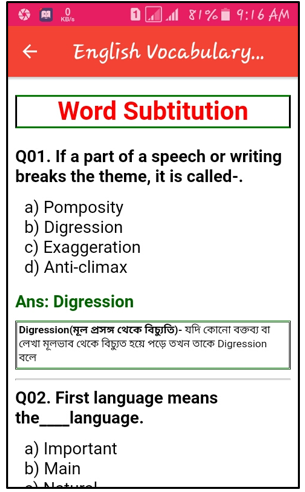 0
KB/s
1
81%
9:16 AM
English Vocabulary...
Word Subtitution
Q01. If a part of a speech or writing
breaks the theme, it is called-.
a) Pomposity
b) Digression
c) Exaggeration
d) Anti-climax
Ans: Digression
Digression(মূল প্রসঙ্গ থেকে বিচ্যুতি)- যদি কোনো বক্তব্য বা
লেখা মূলভাব থেকে বিচ্যুত হয়ে পড়ে তখন তাকে Digression
বলে
Q02. First language means
the____language.
a) Important
b) Main
c) Natural